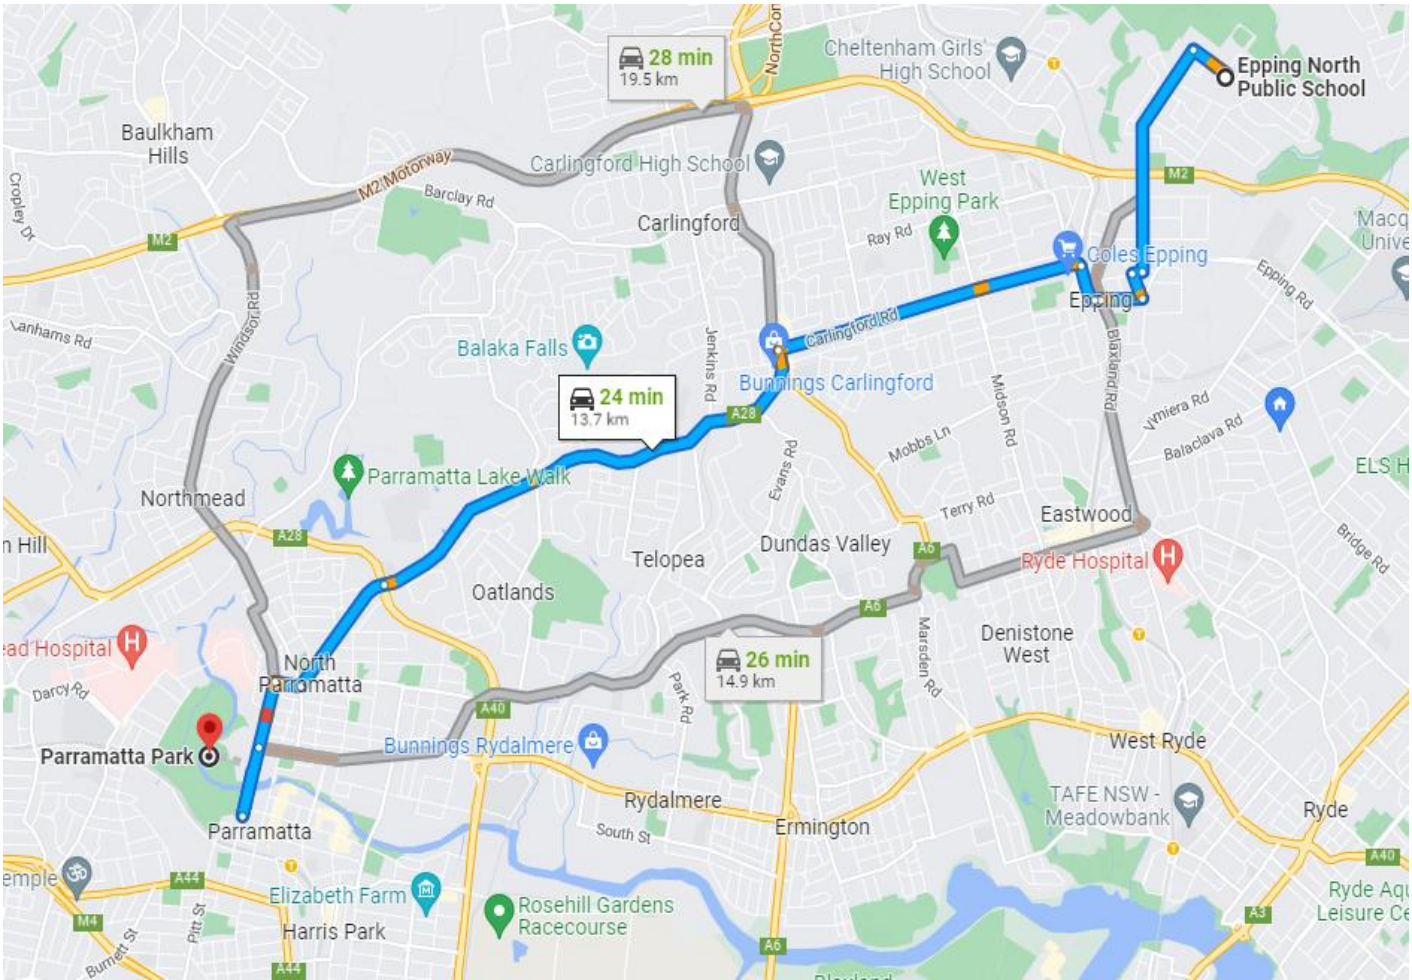 28 min
19.5 km
NorthCon
Cheltenham Girls'
High School
Epping North
Public School
Baulkham
Hills
M2 Motorway
Carlingford High School
West
Epping Park
M2
Cropley Dr
Barclay Rd
Carlingford
Ray Rd
Macq
Unive
M2
Coles Epping
Epping Rd
Epping
Windsor Rd
Lanhams Rd
Balaka Falls
Jenkins Rd
Carlingford Rd
Bunnings Carlingford
Blaxland Rd
24 min
13.7 km
A28
Midson Rd
Vimiera Rd
Balaclava Rd
Mobbs Ln
Evans Rd
ELS H
Parramatta Lake Walk
Northmead
Terry Rd
Eastwood
A28
n Hill
Telopea
Dundas Valley
A6
Bridge Rd
Ryde Hospital
Oatlands
A6
ead Hospital
Darcy Rd
North
Parramatta
26 min
14.9 km
Marsden Rd
Denistone
West
Park Rd
A40
Parramatta Park
Bunnings Rydalmere
West Ryde
Rydalmere
TAFE NSW -
Meadowbank
Ryde
Parramatta
South St
Ermington
A40
emple
A44
Elizabeth Farm
Rosehill Gardens
Racecourse
Ryde Aqu
Leisure Ce
M4
Pitt St
Harris Park
A3
Burnett St
A44
A6